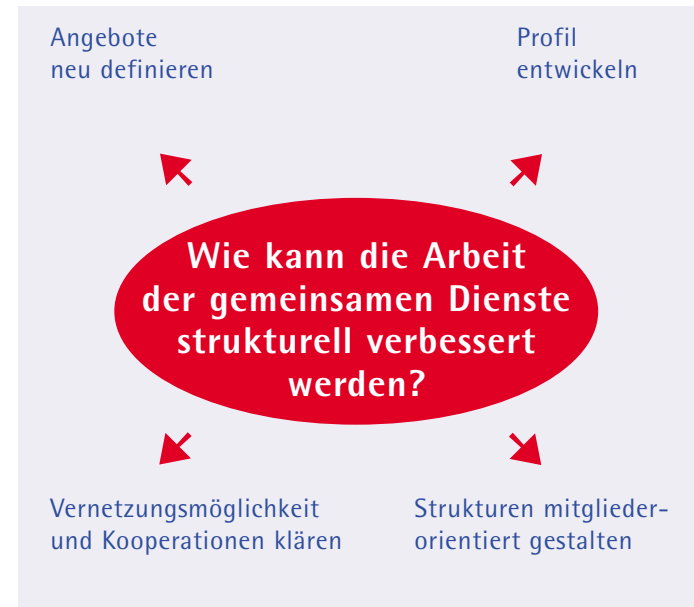 Angebote
neu definieren
Profil
entwickeln
Wie kann die Arbeit
der gemeinsamen Dienste
strukturell verbessert
werden?
Vernetzungsmöglichkeit
und Kooperationen klären
Strukturen mitglieder-
orientiert gestalten